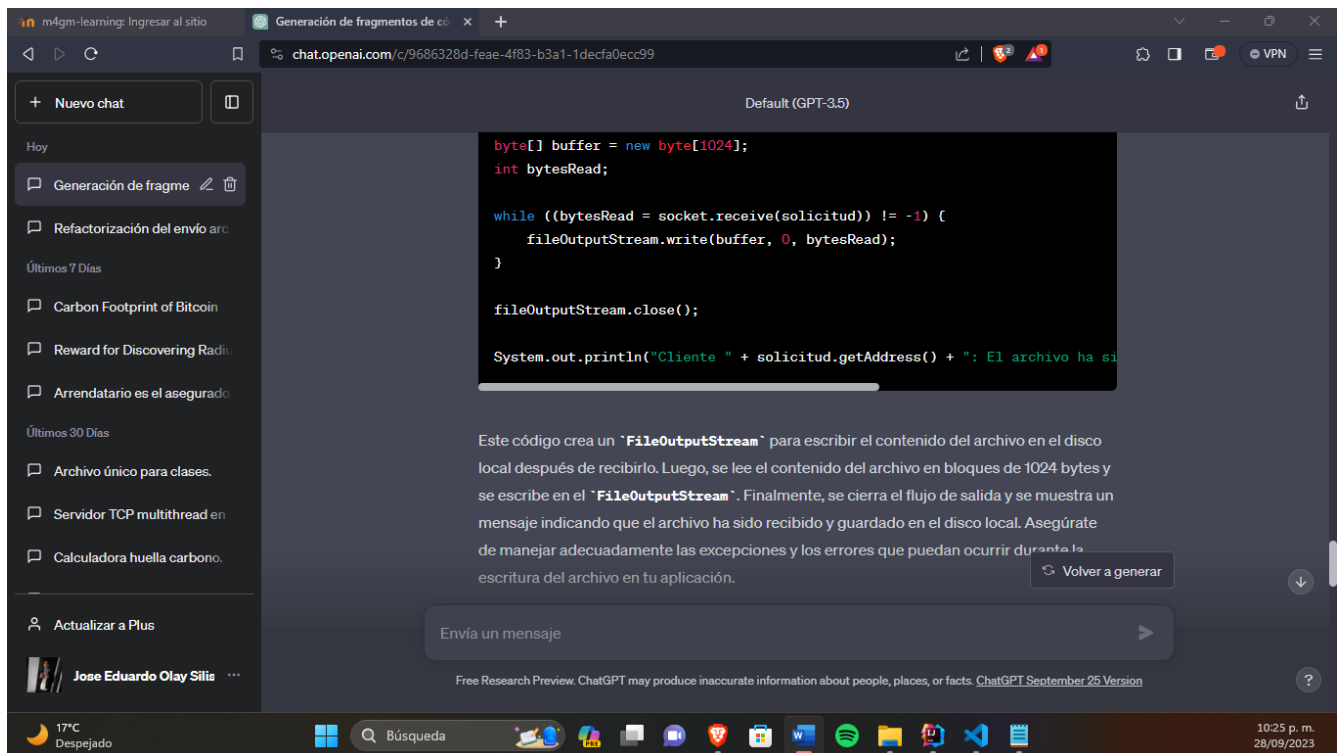 m4gm-learning: Ingresar al sitio
Generación de fragmentos de có
chat.openai.com/c/9686328d-feae-4f83-b3a1-1decfa0ecc99
2
VPN
Nuevo chat
Default (GPT-3.5)
Hoy
Generación de fragme
Refactorización del envío arc
Últimos 7 Días
Carbon Footprint of Bitcoin
Reward for Discovering Radiu
Arrendatario es el asegurado
Últimos 30 Días
Archivo único para clases.
Servidor TCP multithread en
Calculadora huella carbono.
Actualizar a Plus
Jose Eduardo Olay Silis ...
byte[] buffer = new byte[1024];
int bytesRead;
while ((bytesRead = socket.receive(solicitud)) != -1) {
fileOutputStream.write(buffer, 0, bytesRead);
}
fileOutputStream.close();
System.out.println("Cliente " + solicitud.getAddress() + ": El archivo ha si
Este código crea un `FileOutputStream` para escribir el contenido del archivo en el disco
local después de recibirlo. Luego, se lee el contenido del archivo en bloques de 1024 bytes y
se escribe en el `FileOutputStream`. Finalmente, se cierra el flujo de salida y se muestra un
mensaje indicando que el archivo ha sido recibido y guardado en el disco local. Asegúrate
de manejar adecuadamente las excepciones y los errores que puedan ocurrir durante la
escritura del archivo en tu aplicación.
Volver a generar
Envía un mensaje
Free Research Preview. ChatGPT may produce inaccurate information about people, places, or facts. ChatGPT September 25 Version
?
17°C
Despejado
Búsqueda
PRE
10:25 p. m.
28/09/2023